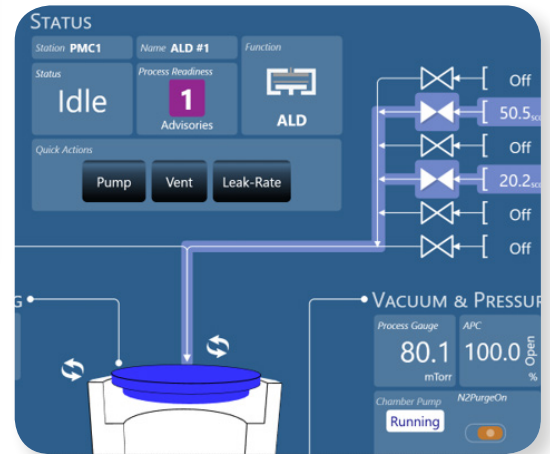 STATUS
Station PMC1
Name ALD #1
Function
Status
Idle
Process Readiness
1
Advisories
ALD
Quick Actions
Pump
Vent
Leak-Rate
Off
50.5
Off
20.2
Off
Off
G
VACUUM & PRESSUR
Process Gauge
80.1
mTorr
APC
100.0
Open
%
Chamber Pump
Running
N2PurgeOn